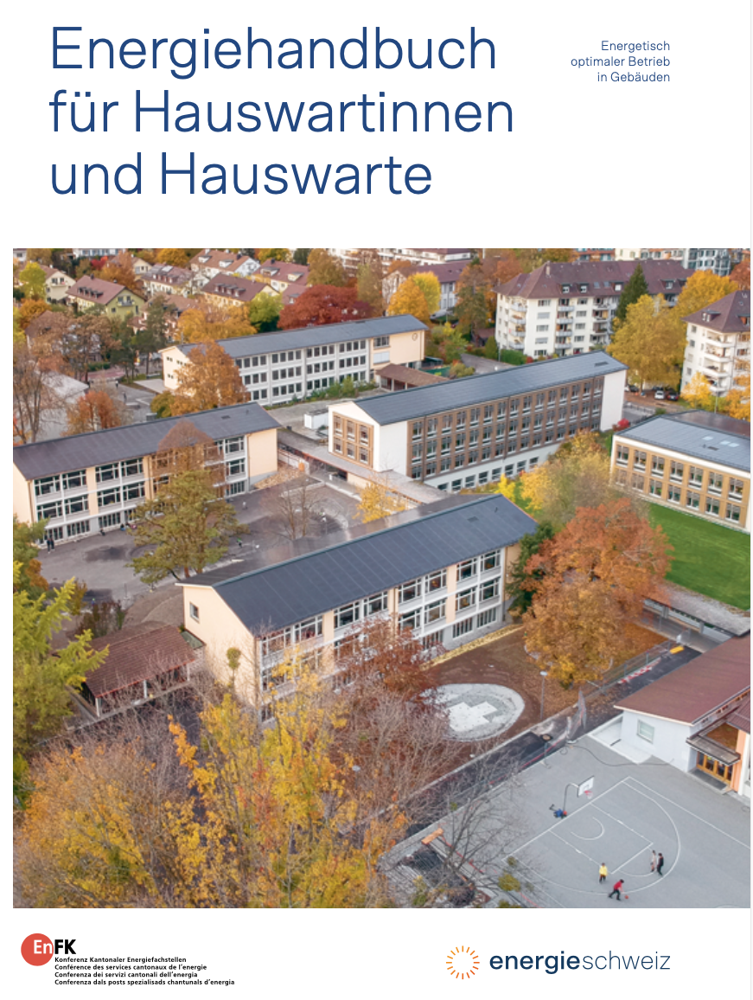 Energiehandbuch
für Hauswartinnen
und Hauswarte
Energetisch
optimaler Betrieb
in Gebäuden
EnFK
Konferenz Kantonaler Energiefachstellen
Conférence des services cantonaux de l'énergie
Conferenza dei servizi cantonali dell'energia
Conferenza dals posts spezialisads chantunals d'energia
energieschweiz